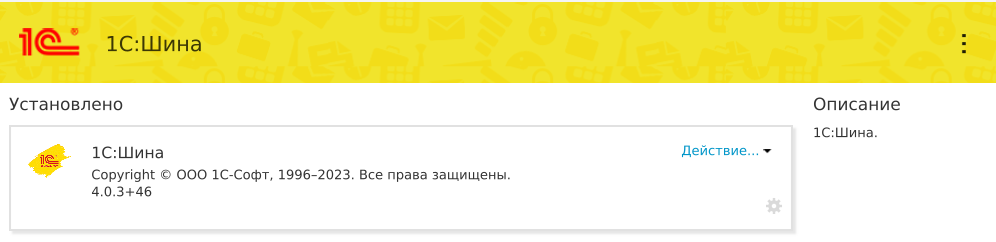 1С® 1С:Шина
Установлено
Описание
1С:Шина
Действие...
1С:Шина.
Copyright © ООО 1С-Софт, 1996–2023. Все права защищены.
4.0.3+46